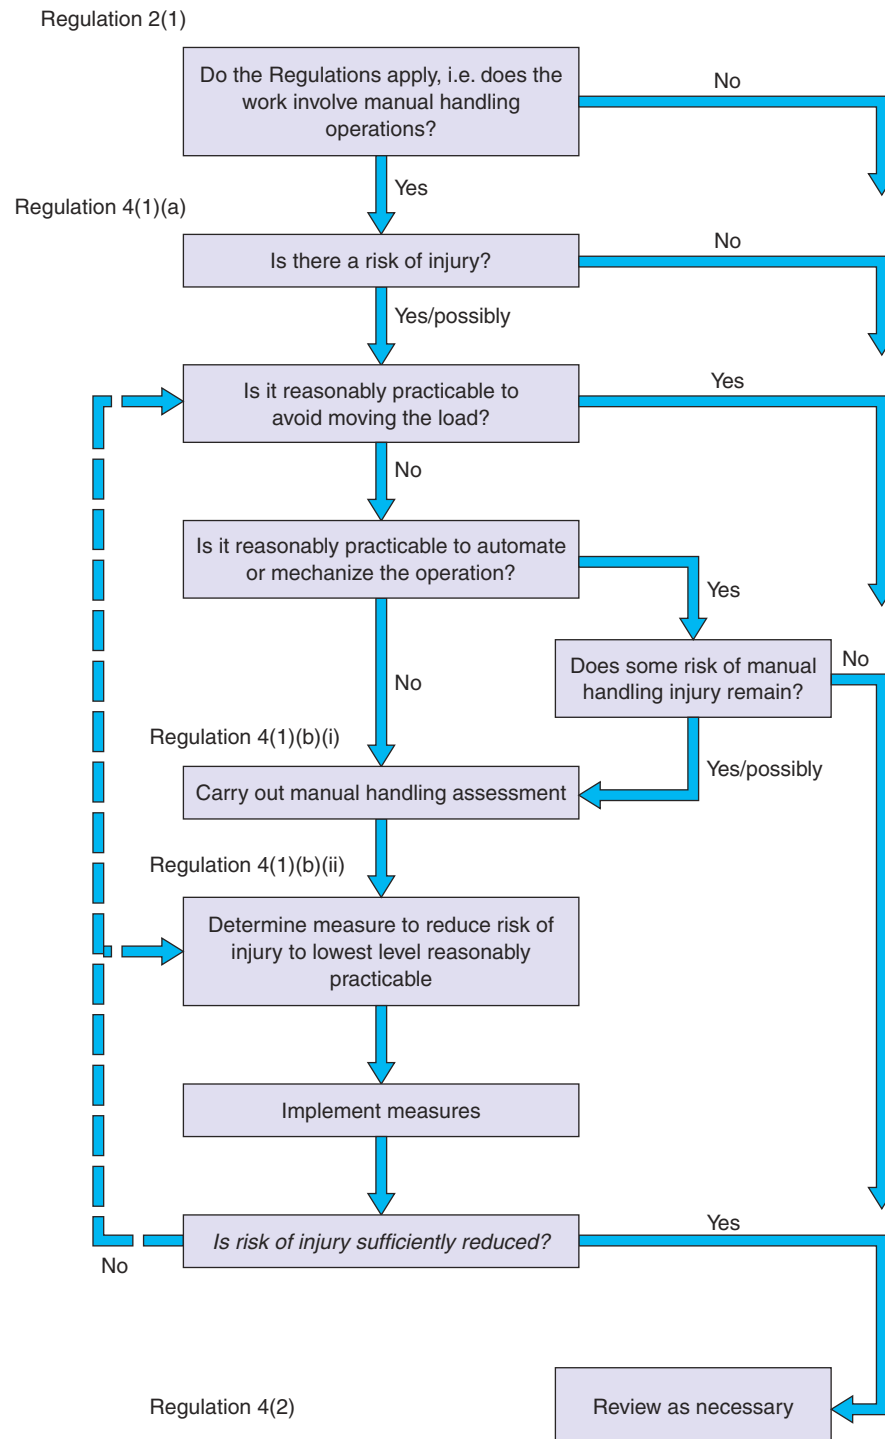 Regulation 2(1)
Do the Regulations apply, i.e. does the
work involve manual handling
operations?
No
Yes
Regulation 4(1)(a)
Is there a risk of injury?
No
Yes/possibly
Is it reasonably practicable to
avoid moving the load?
Yes
No
Is it reasonably practicable to automate
or mechanize the operation?
Yes
No
Does some risk of manual
handling injury remain?
No
Yes/possibly
Regulation 4(1)(b)(i)
Carry out manual handling assessment
Regulation 4(1)(b)(ii)
Determine measure to reduce risk of
injury to lowest level reasonably
practicable
Implement measures
Is risk of injury sufficiently reduced?
Yes
No
Regulation 4(2)
Review as necessary